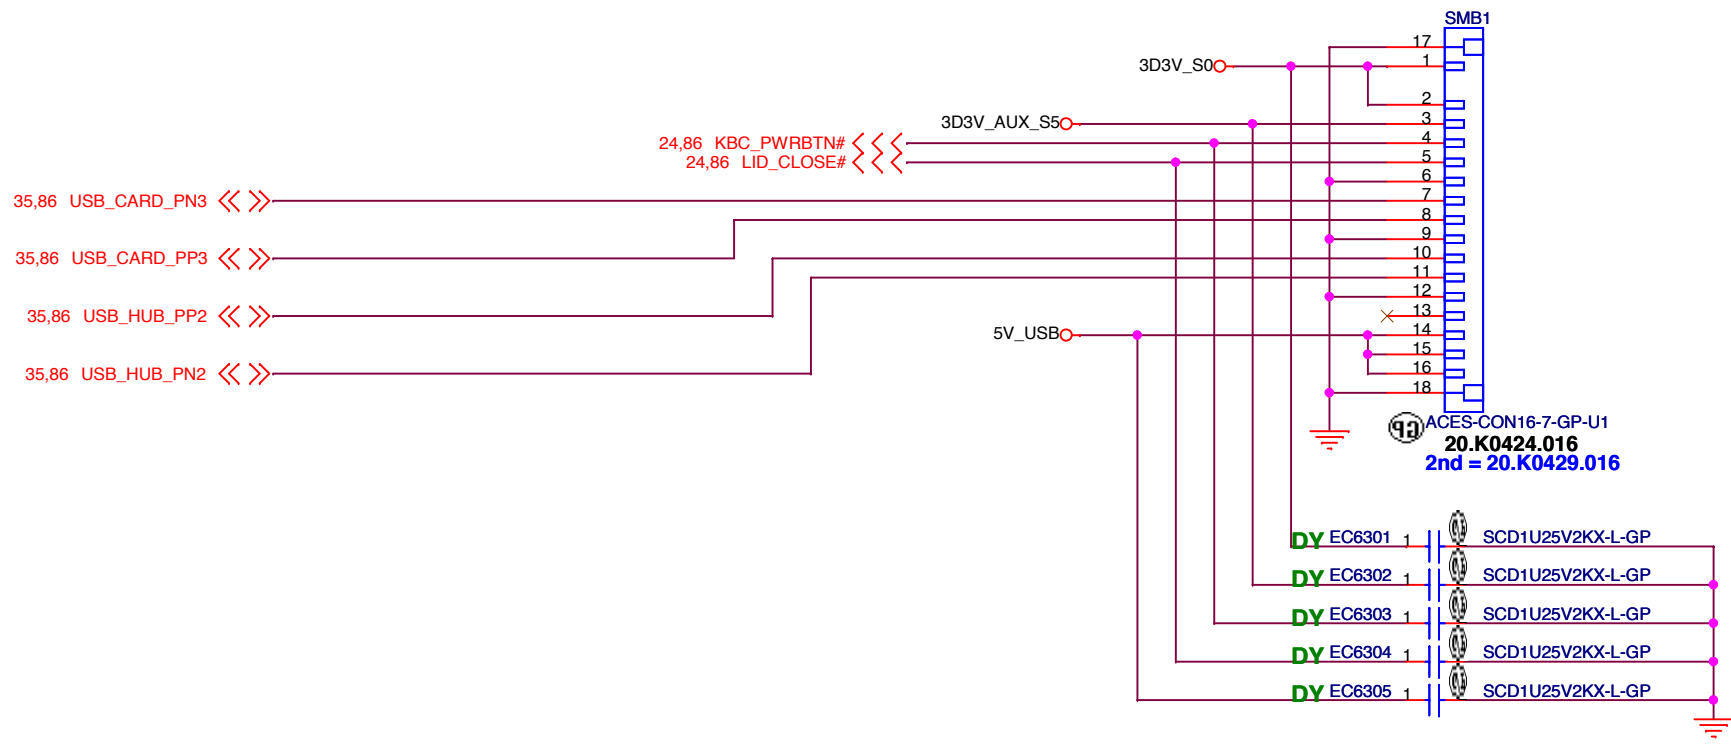 SMB1
17
3D3V_S0
1
2
3D3V_AUX_S5
3
24,86 KBC_PWRBTN#
4
24,86 LID_CLOSE#
5
6
35,86 USB_CARD_PN3
7
8
9
35,86 USB_CARD_PP3
10
11
12
35,86 USB_HUB_PP2
13
5V_USB
14
15
35,86 USB_HUB_PN2
16
18
GP
ACES-CON16-7-GP-U1
20.K0424.016
2nd = 20.K0429.016
DY EC6301 1 SCD1U25V2KX-L-GP
DY EC6302 1 SCD1U25V2KX-L-GP
DY EC6303 1 SCD1U25V2KX-L-GP
DY EC6304 1 SCD1U25V2KX-L-GP
DY EC6305 1 SCD1U25V2KX-L-GP